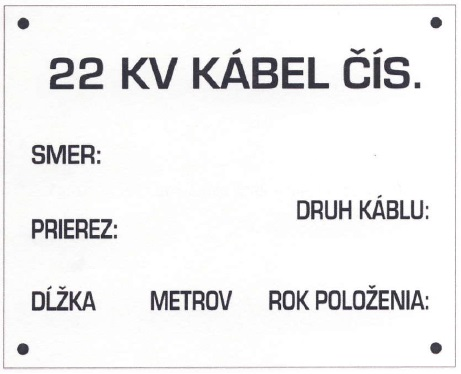 22 KV KÁBEL ČÍS.
SMER:
DRUH KÁBLU:
PRIEREZ:
DĹŽKA METROV ROK POLOŽENIA: